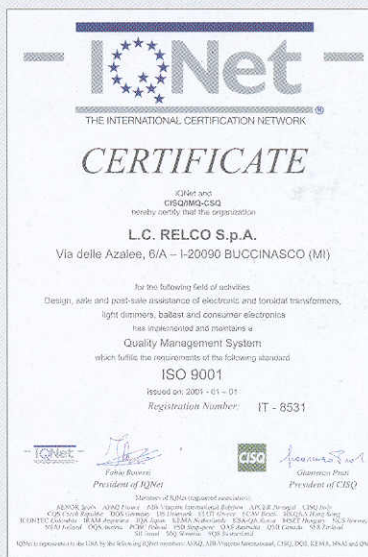 IQNet
®
THE INTERNATIONAL CERTIFICATION NETWORK
CERTIFICATE
IQNet and
CISQ/IMQ-CSQ
hereby certify that the organization
L.C. RELCO S.p.A.
Via delle Azalee, 6/A – I-20090 BUCCINASCO (MI)
for the following field of activities
Design, sale and post-sale assistance of electronic and toroidal transformers,
light dimmers, ballast and consumer electronics
has implemented and maintains a
Quality Management System
which fulfills the requirements of the following standard
ISO 9001
Issued on: 2001 - 01 - 01
Registration Number: IT - 8531
IQNet
CISQ
Fabio Roversi
President of IQNet
Gianrenzo Prati
President of CISQ